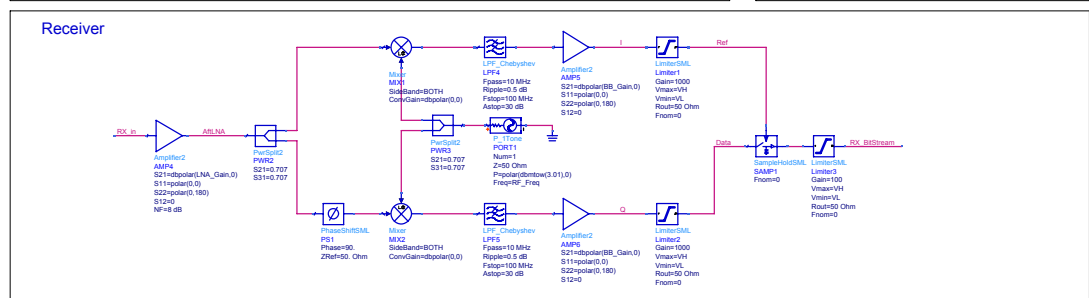 Receiver
RX_in
Amplifier2
AMP4
S21=dbpolar(LNA_Gain,0)
S11=polar(0,0)
S22=polar(0,180)
S12=0
NF=8 dB
AftLNA
PwrSplit2
PWR2
S21=0.707
S31=0.707
Mixer
MIX1
SideBand=BOTH
ConvGain=dbpolar(0,0)
LPF_Chebyshev
LPF4
Fpass=10 MHz
Ripple=0.5 dB
Fstop=100 MHz
Astop=30 dB
Amplifier2
AMP5
S21=dbpolar(BB_Gain,0)
S11=polar(0,0)
S22=polar(0,180)
S12=0
I
LimiterSML
Limiter1
Gain=1000
Vmax=VH
Vmin=VL
Rout=50 Ohm
Fnom=0
Ref
PwrSplit2
PWR3
S21=0.707
S31=0.707
P_1Tone
PORT1
Num=1
Z=50 Ohm
P=polar(dbmtow(3.01),0)
Freq=RF_Freq
PhaseShiftSML
PS1
Phase=90.
ZRef=50. Ohm
Mixer
MIX2
SideBand=BOTH
ConvGain=dbpolar(0,0)
LPF_Chebyshev
LPF5
Fpass=10 MHz
Ripple=0.5 dB
Fstop=100 MHz
Astop=30 dB
Amplifier2
AMP6
S21=dbpolar(BB_Gain,0)
S11=polar(0,0)
S22=polar(0,180)
S12=0
Q
LimiterSML
Limiter2
Gain=1000
Vmax=VH
Vmin=VL
Rout=50 Ohm
Fnom=0
Data
SampleHoldSML
SAMP1
Fnom=0
LimiterSML
Limiter3
Gain=100
Vmax=VH
Vmin=VL
Rout=50 Ohm
Fnom=0
RX_BitStream